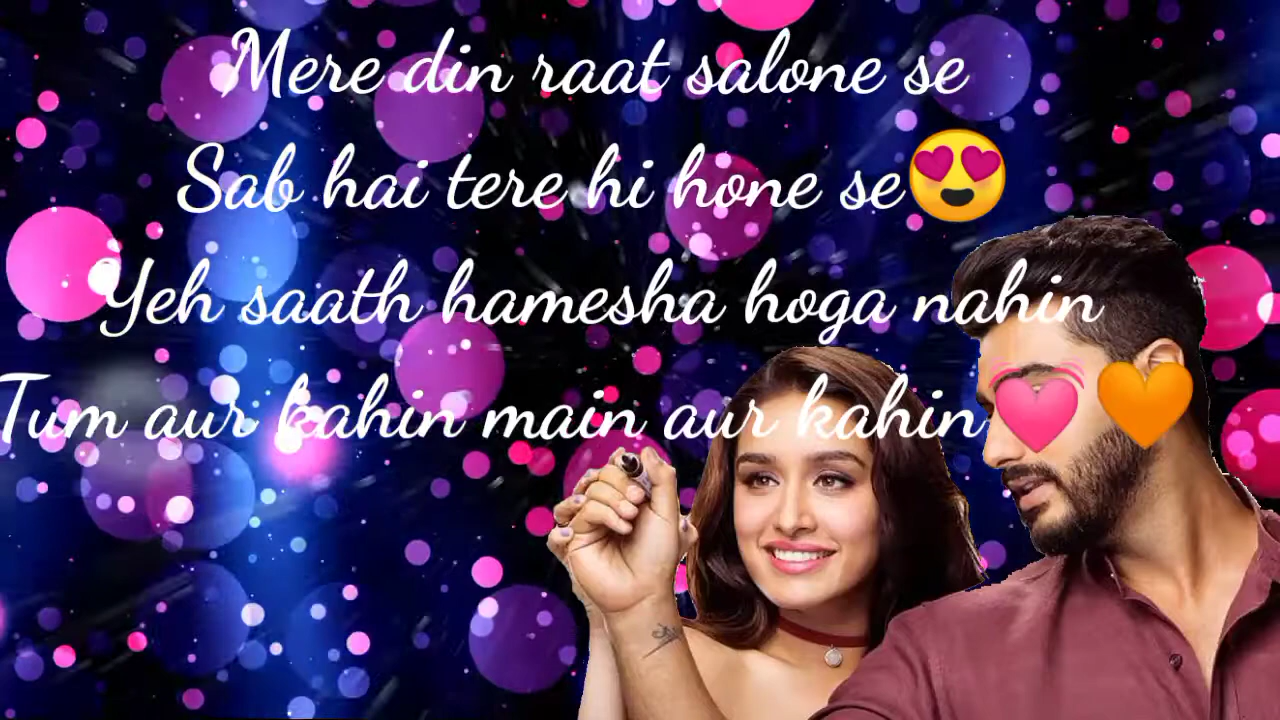 Mere din raat salone se
Sab hai tere hi hone se😍
Yeh saath hamesha hoga nahin
Tum aur kahin main aur kahin💓🧡